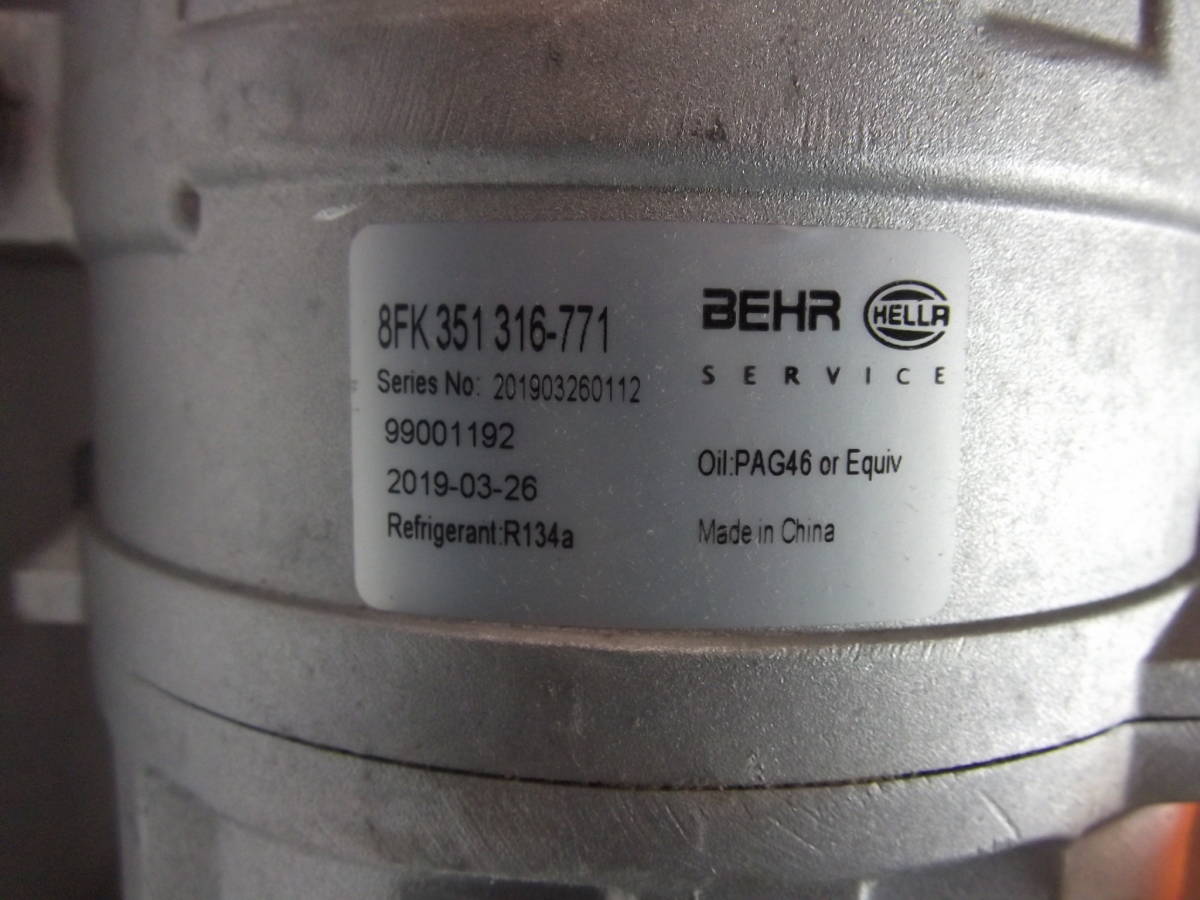 8FK 351 316-771
Series No: 201903260112
99001192
2019-03-26
Refrigerant:R134a
BEHR HELLA
SERVICE
Oil:PAG46 or Equiv
Made in China